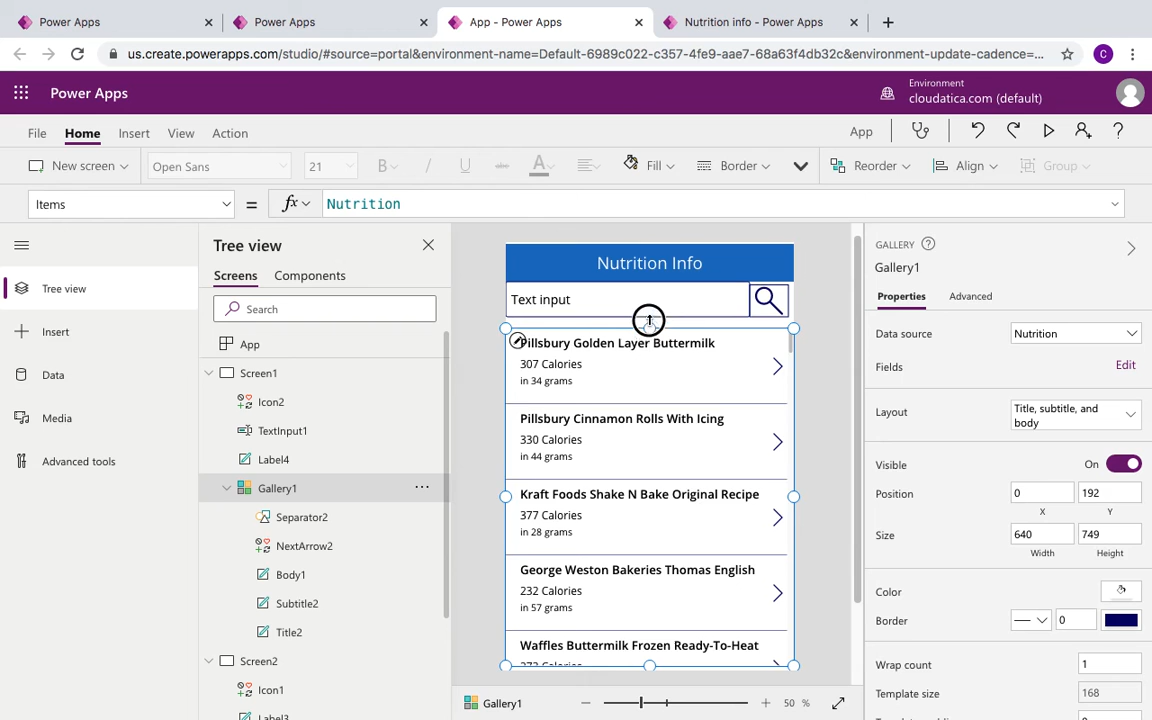 Power Apps
Power Apps
App - Power Apps
Nutrition info - Power Apps
us.create.powerapps.com/studio/#source=portal&environment-name=Default-6989c022-c357-4fe9-aae7-68a63f4db32c&environment-update-cadence=...
C
Power Apps
Environment
cloudatica.com (default)
File
Home
Insert
View
Action
App
New screen
Open Sans
21
B
I
U
abc
A
Fill
Border
Reorder
Align
Group
Items
=
fx
Nutrition
Tree view
Insert
Data
Media
Advanced tools
Tree view
Screens
Components
Search
App
Screen1
Icon2
TextInput1
Label4
Gallery1
Separator2
NextArrow2
Body1
Subtitle2
Title2
Screen2
Icon1
Label3
Nutrition Info
Text input
Pillsbury Golden Layer Buttermilk
307 Calories
in 34 grams
Pillsbury Cinnamon Rolls With Icing
330 Calories
in 44 grams
Kraft Foods Shake N Bake Original Recipe
377 Calories
in 28 grams
George Weston Bakeries Thomas English
232 Calories
in 57 grams
Waffles Buttermilk Frozen Ready-To-Heat
273 Calories
Gallery1
50 %
GALLERY
Gallery1
Properties
Advanced
Data source
Nutrition
Fields
Edit
Layout
Title, subtitle, and
body
Visible
On
Position
0
192
X
Y
Size
640
749
Width
Height
Color
Border
0
Wrap count
1
Template size
168